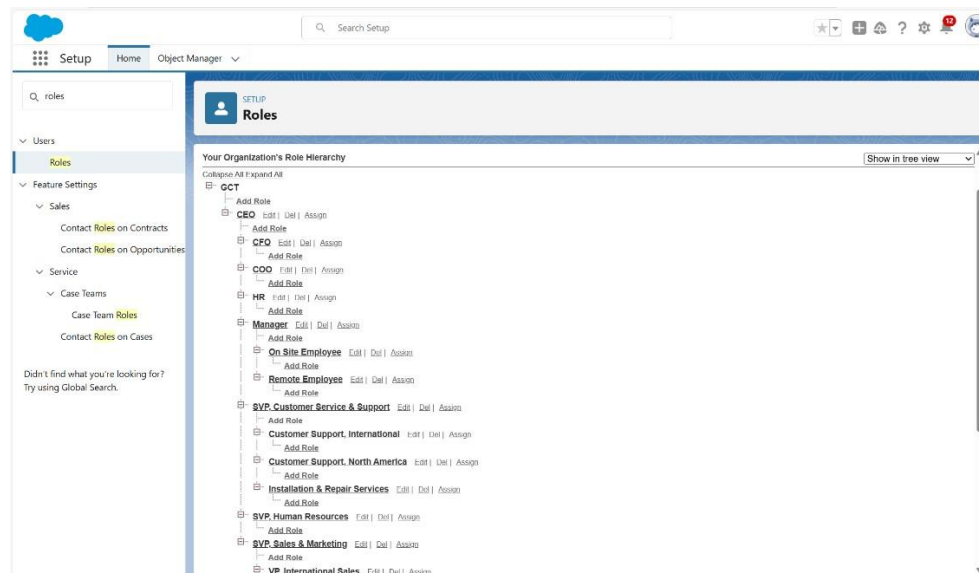 Search Setup
12
Setup
Home
Object Manager
roles
Users
Roles
Feature Settings
Sales
Contact Roles on Contracts
Contact Roles on Opportunities
Service
Case Teams
Case Team Roles
Contact Roles on Cases
Didn't find what you're looking for?
Try using Global Search.
SETUP
Roles
Your Organization's Role Hierarchy
Show in tree view
Collapse All Expand All
GCT
Add Role
CEO Edit | Del | Assign
Add Role
CFO Edit | Del | Assign
Add Role
COO Edit | Del | Assign
Add Role
HR Edit | Del | Assign
Add Role
Manager Edit | Del | Assign
Add Role
On Site Employee Edit | Del | Assign
Add Role
Remote Employee Edit | Del | Assign
Add Role
SVP, Customer Service & Support Edit | Del | Assign
Add Role
Customer Support, International Edit | Del | Assign
Add Role
Customer Support, North America Edit | Del | Assign
Add Role
Installation & Repair Services Edit | Del | Assign
Add Role
SVP, Human Resources Edit | Del | Assign
Add Role
SVP, Sales & Marketing Edit | Del | Assign
Add Role
VP, International Sales Edit | Del | Assign